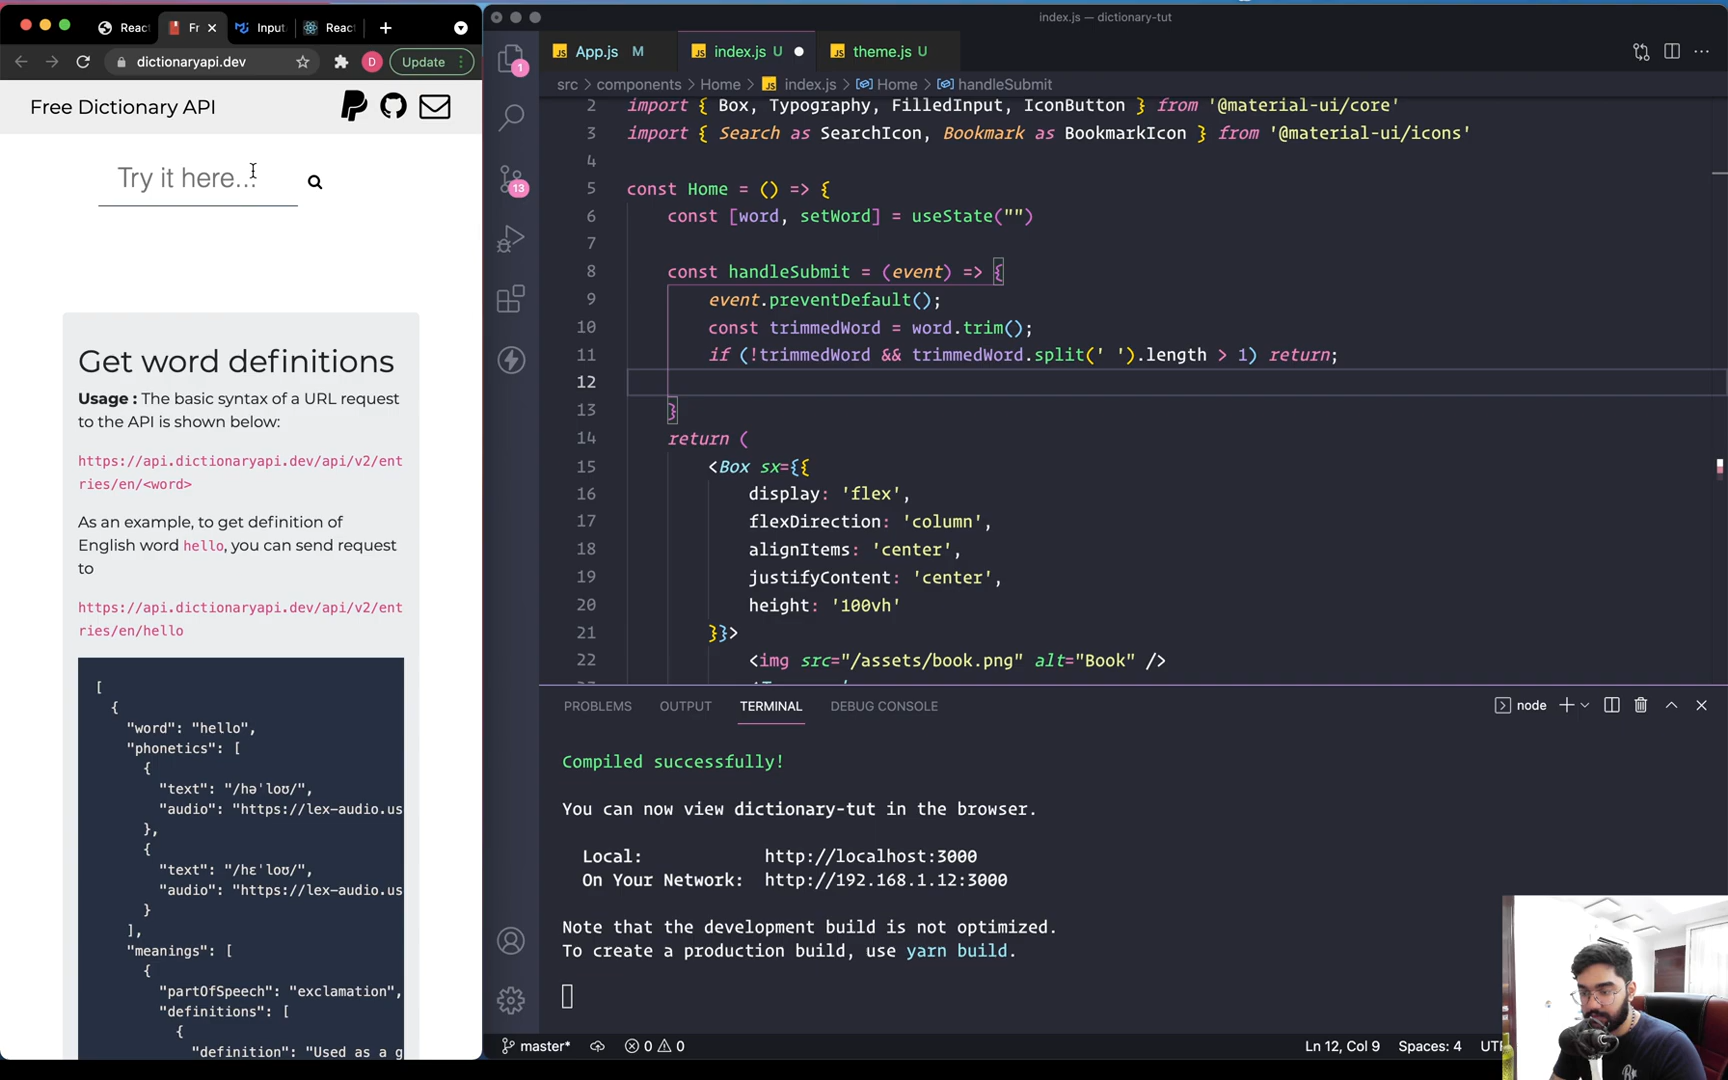 index.js — dictionary-tut
React
Fr
Input
React
dictionaryapi.dev
D
Update
Free Dictionary API
Try it here...
Get word definitions
Usage : The basic syntax of a URL request
to the API is shown below:
https://api.dictionaryapi.dev/api/v2/ent
ries/en/<word>
As an example, to get definition of
English word hello, you can send request
to
https://api.dictionaryapi.dev/api/v2/ent
ries/en/hello
[
{
"word": "hello",
"phonetics": [
{
"text": "/həˈloʊ/",
"audio": "https://lex-audio.us
},
{
"text": "/hɛˈloʊ/",
"audio": "https://lex-audio.us
}
],
"meanings": [
{
"partOfSpeech": "exclamation",
"definitions": [
{
"definition": "Used as a g
1
13
App.js M
index.js U
theme.js U
src > components > Home > index.js > Home > handleSubmit
2 import { Box, Typography, FilledInput, IconButton } from '@material-ui/core'
3 import { Search as SearchIcon, Bookmark as BookmarkIcon } from '@material-ui/icons'
4
5 const Home = () => {
6 const [word, setWord] = useState("")
7
8 const handleSubmit = (event) => {
9 event.preventDefault();
10 const trimmedWord = word.trim();
11 if (!trimmedWord && trimmedWord.split(' ').length > 1) return;
12
13 }
14 return (
15 <Box sx={{
16 display: 'flex',
17 flexDirection: 'column',
18 alignItems: 'center',
19 justifyContent: 'center',
20 height: '100vh'
21 }}>
22 <img src="/assets/book.png" alt="Book" />
PROBLEMS OUTPUT TERMINAL DEBUG CONSOLE
node
Compiled successfully!
You can now view dictionary-tut in the browser.
Local: http://localhost:3000
On Your Network: http://192.168.1.12:3000
Note that the development build is not optimized.
To create a production build, use yarn build.
master* 0 0
Ln 12, Col 9 Spaces: 4 UTF